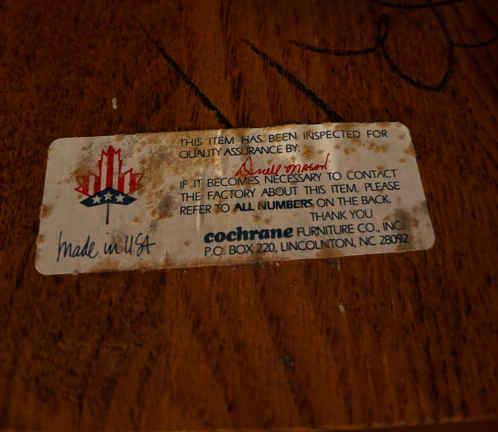 THIS ITEM HAS BEEN INSPECTED FOR
QUALITY ASSURANCE BY:
Derrell Mason
IF IT BECOMES NECESSARY TO CONTACT
THE FACTORY ABOUT THIS ITEM, PLEASE
REFER TO ALL NUMBERS ON THE BACK.
THANK YOU
cochrane FURNITURE CO., INC.
P.O. BOX 220, LINCOLNTON, NC 28092
made in USA